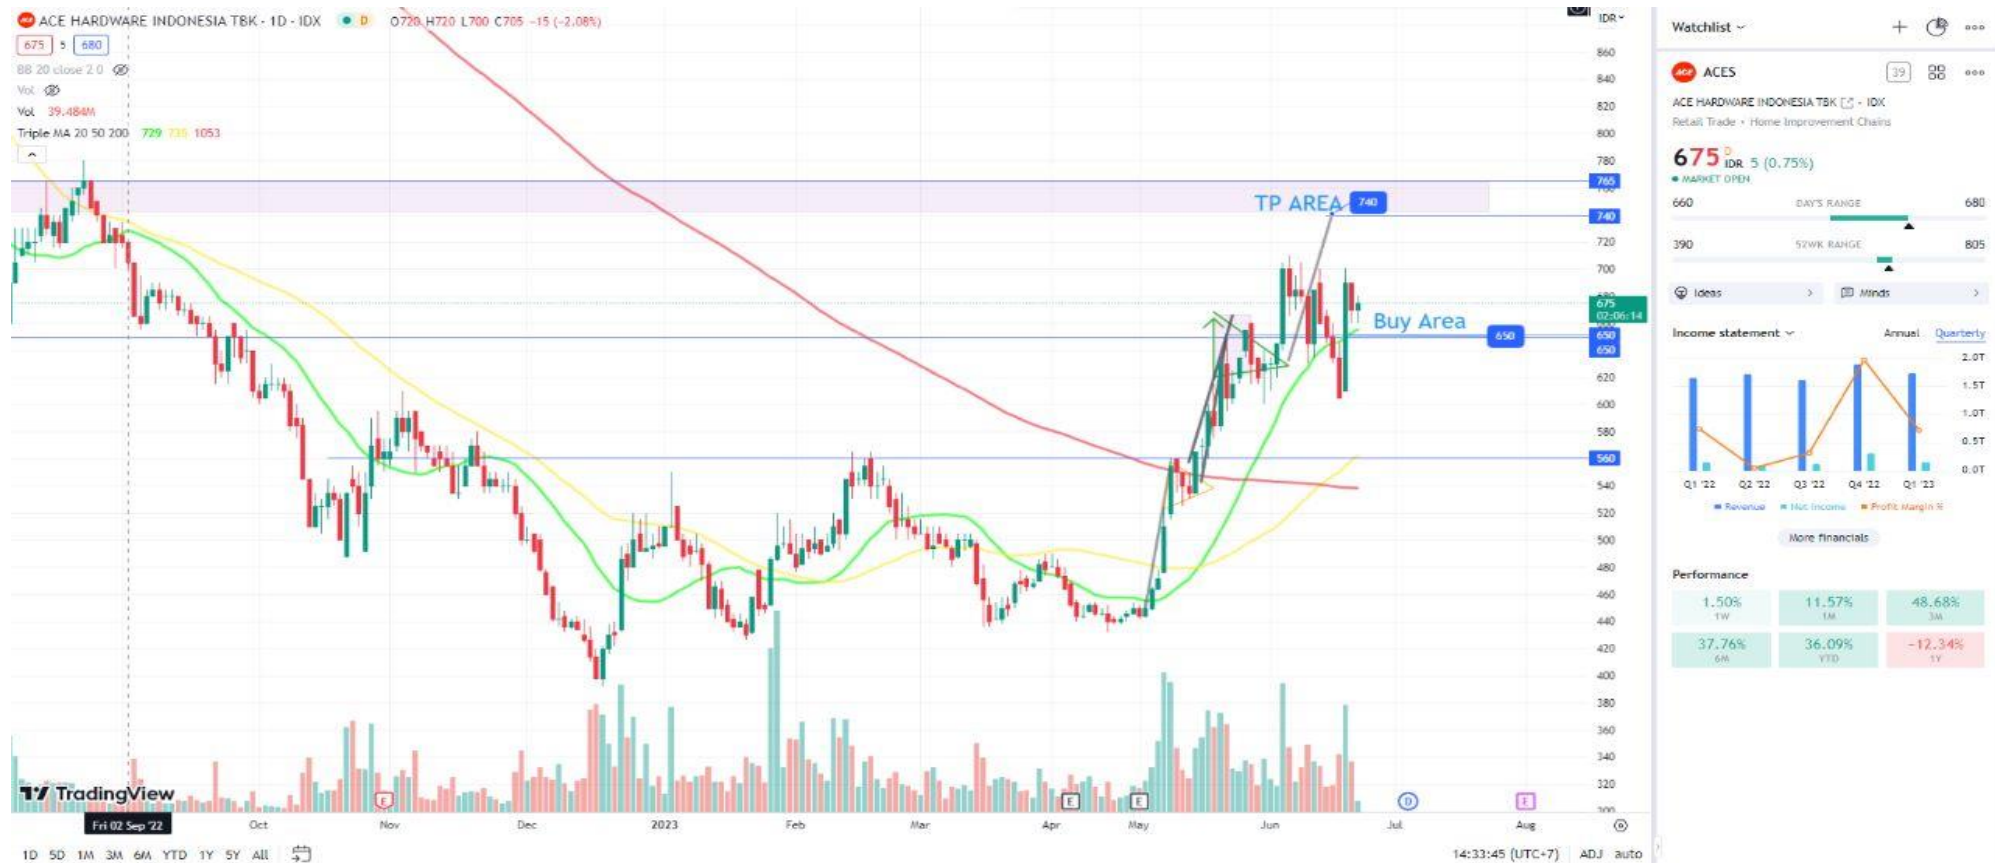 ACE HARDWARE INDONESIA TBK · 1D · IDX D O720 H720 L700 C705 −15 (−2.08%)
675 5 680
BB 20 close 2 0
Vol
Vol 39.484M
Triple MA 20 50 200 729 735 1053
IDR
860
840
820
800
780
765
740
720
700
675
02:06:14
650
650
620
600
580
560
540
520
500
480
460
440
420
400
380
360
340
320
300
TP AREA 740
Buy Area 650
TradingView
E E E D E
Fri 02 Sep '22 Oct Nov Dec 2023 Feb Mar Apr May Jun Jul Aug
1D 5D 1M 3M 6M YTD 1Y 5Y All
14:33:45 (UTC+7) ADJ auto
Watchlist
ACE ACES 39
ACE HARDWARE INDONESIA TBK · IDX
Retail Trade · Home Improvement Chains
675 D IDR 5 (0.75%)
MARKET OPEN
660 DAY'S RANGE 680
390 52WK RANGE 805
Ideas Minds
Income statement Annual Quarterly
2.0T
1.5T
1.0T
0.5T
0.0T
Q1 '22 Q2 '22 Q3 '22 Q4 '22 Q1 '23
Revenue Net Income Profit Margin %
More financials
Performance
1.50% 11.57% 48.68%
1W 1M 3M
37.76% 36.09% −12.34%
6M YTD 1Y